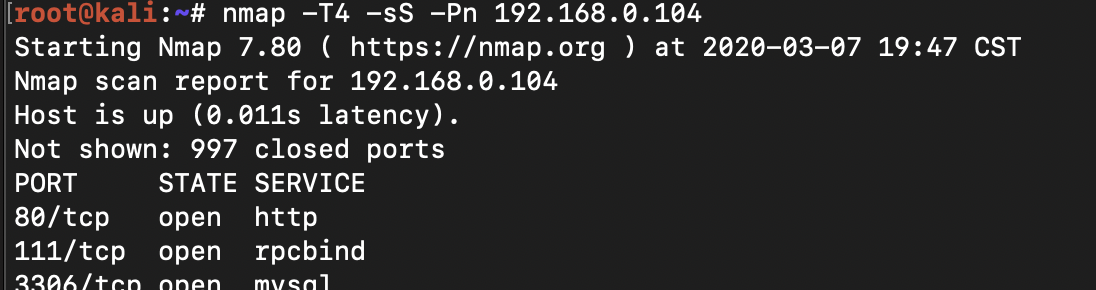 [root@kali:~# nmap -T4 -sS -Pn 192.168.0.104
Starting Nmap 7.80 ( https://nmap.org ) at 2020-03-07 19:47 CST
Nmap scan report for 192.168.0.104
Host is up (0.011s latency).
Not shown: 997 closed ports
PORT     STATE SERVICE
80/tcp   open  http
111/tcp  open  rpcbind
3306/tcp open  mysql